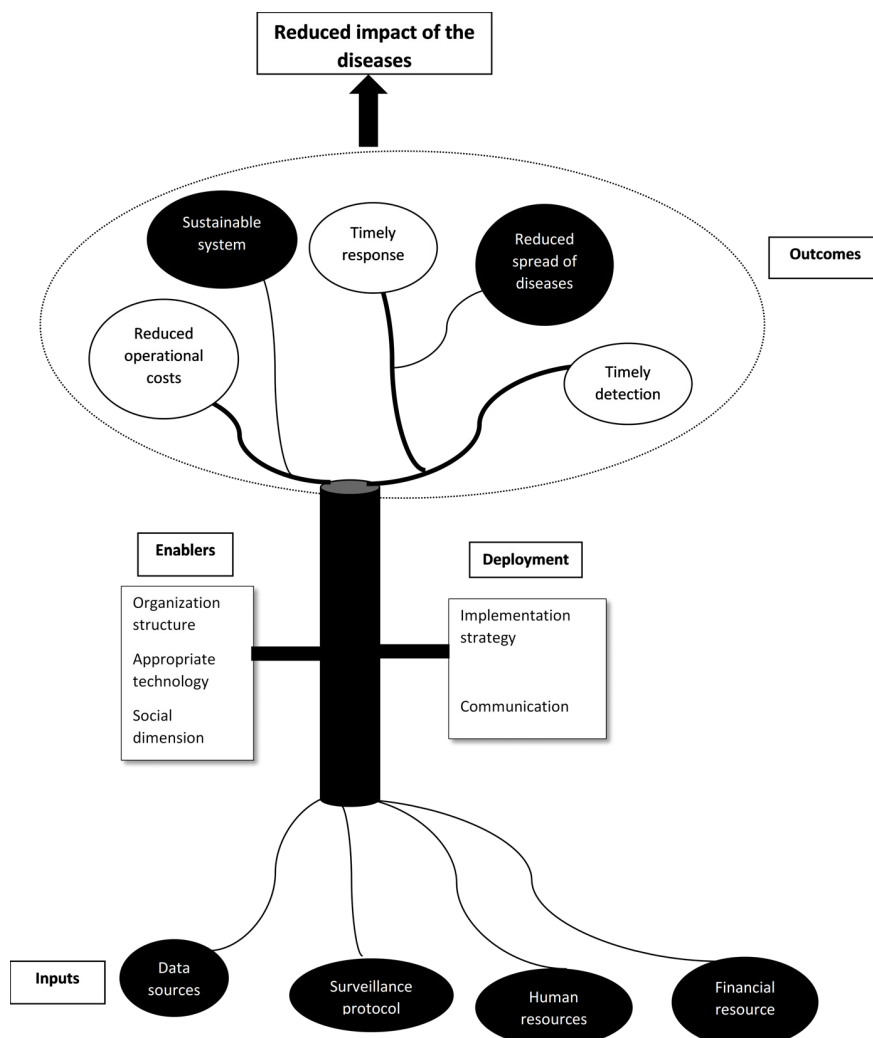 Reduced impact of the
diseases
Sustainable
system
Timely
response
Reduced
spread of
diseases
Outcomes
Reduced
operational
costs
Timely
detection
Enablers
Deployment
Organization
structure
Appropriate
technology
Social
dimension
Implementation
strategy
Communication
Inputs
Data
sources
Surveillance
protocol
Human
resources
Financial
resource